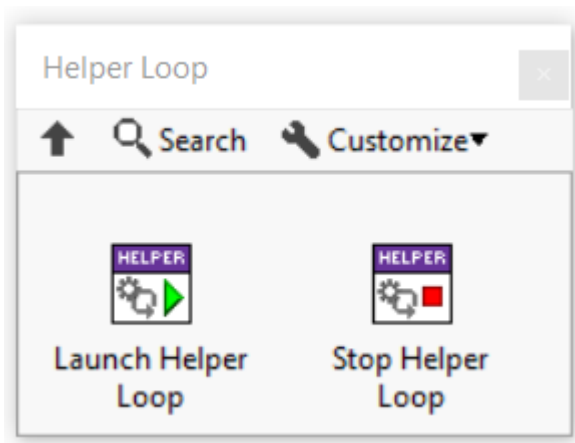 Helper Loop
Search Customize
HELPER HELPER
Launch Helper Stop Helper
Loop Loop